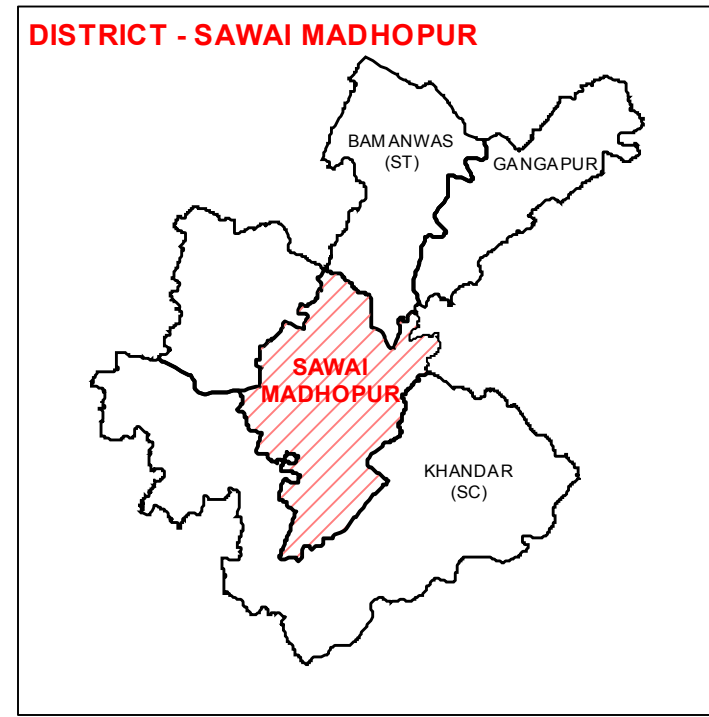 DISTRICT - SAWAI MADHOPUR
BAMANWAS
(ST)
GANGAPUR
SAWAI
MADHOPUR
KHANDAR
(SC)